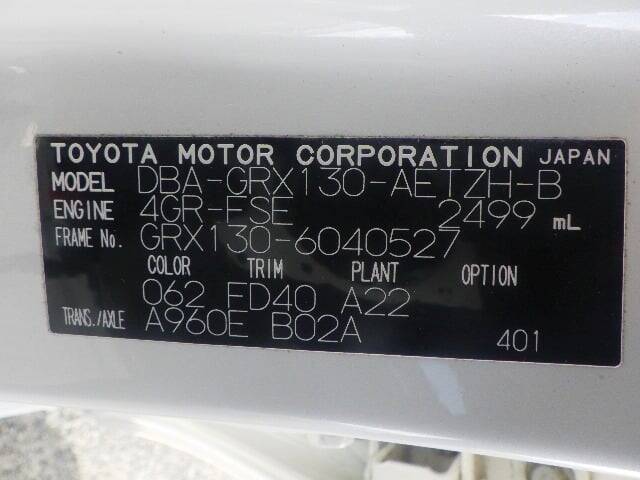 TOYOTA MOTOR CORPORATION JAPAN
MODEL DBA-GRX130-AETZH-B
ENGINE 4GR-FSE 2499 mL
FRAME No. GRX130-6040527
COLOR TRIM PLANT OPTION
062 FD40 A22
TRANS./AXLE A960E B02A 401